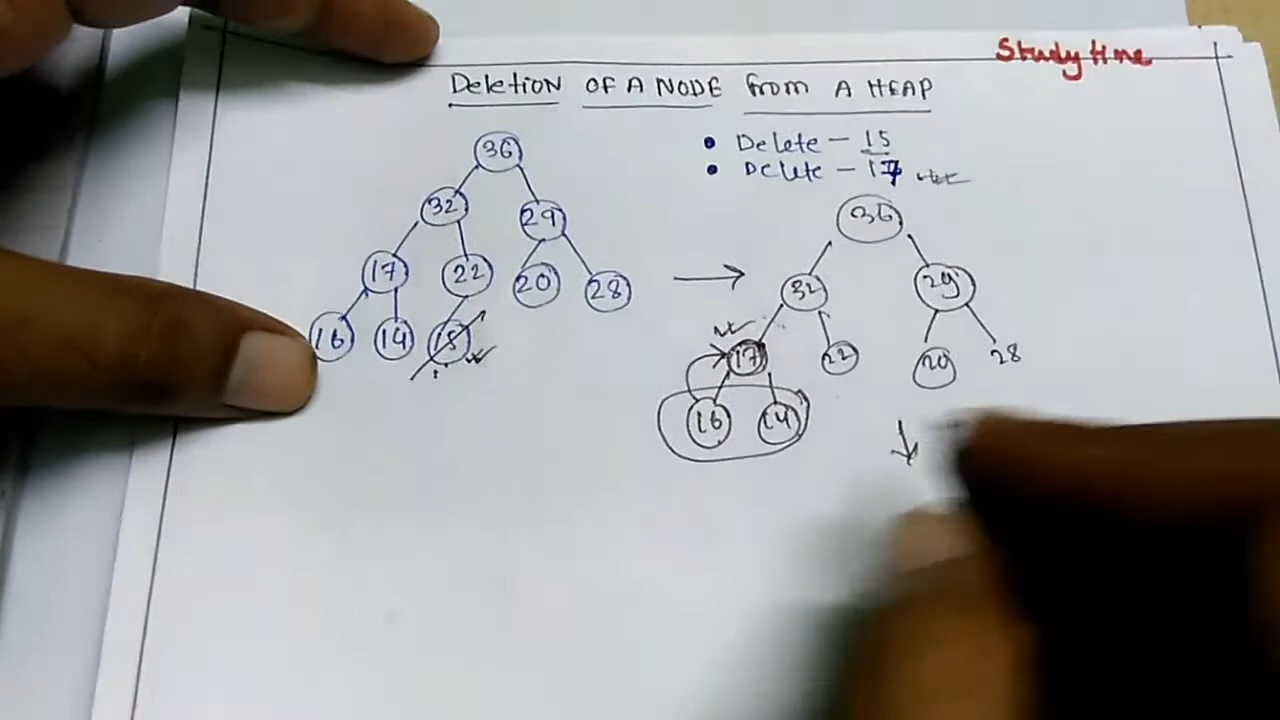 Study time
Deletion OF A NODE from A HEAP
• Delete - 15
• Delete - 17
36
32 29
17 22 20 28
16 14 15
36
32 29
17 22 20 28
16 14